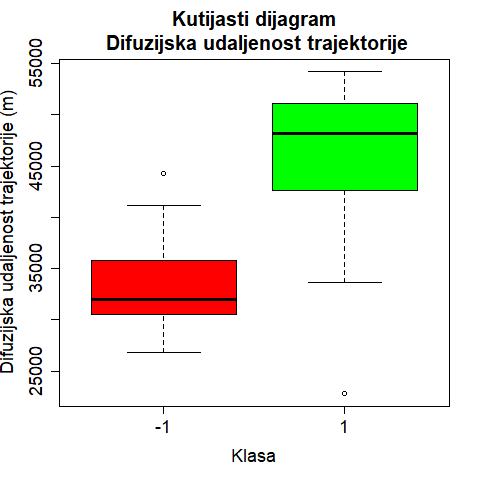 Kutijasti dijagram
Difuzijska udaljenost trajektorije
Difuzijska udaljenost trajektorije (m)
55000
45000
35000
25000
-1
1
Klasa